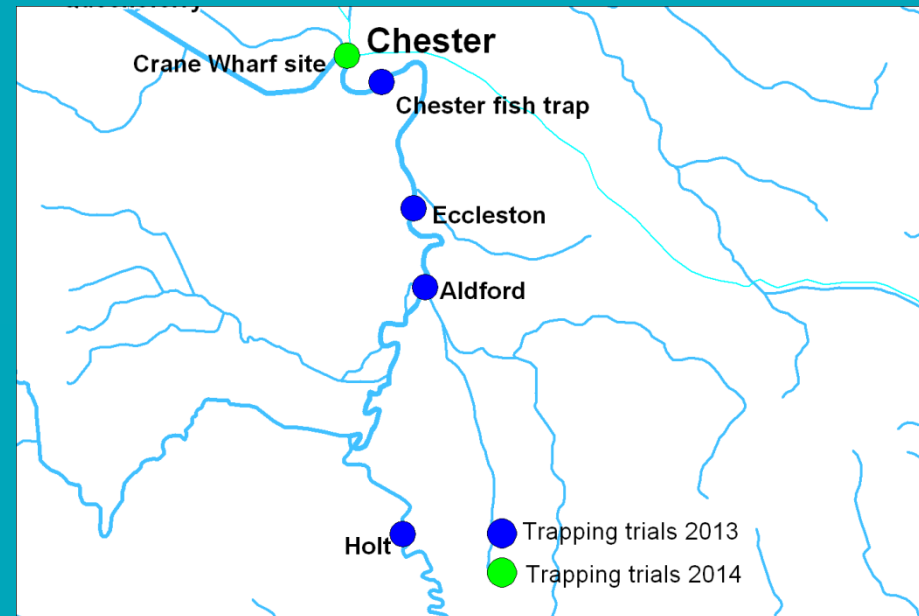 Chester
Crane Wharf site
Chester fish trap
Eccleston
Aldford
Holt
Trapping trials 2013
Trapping trials 2014